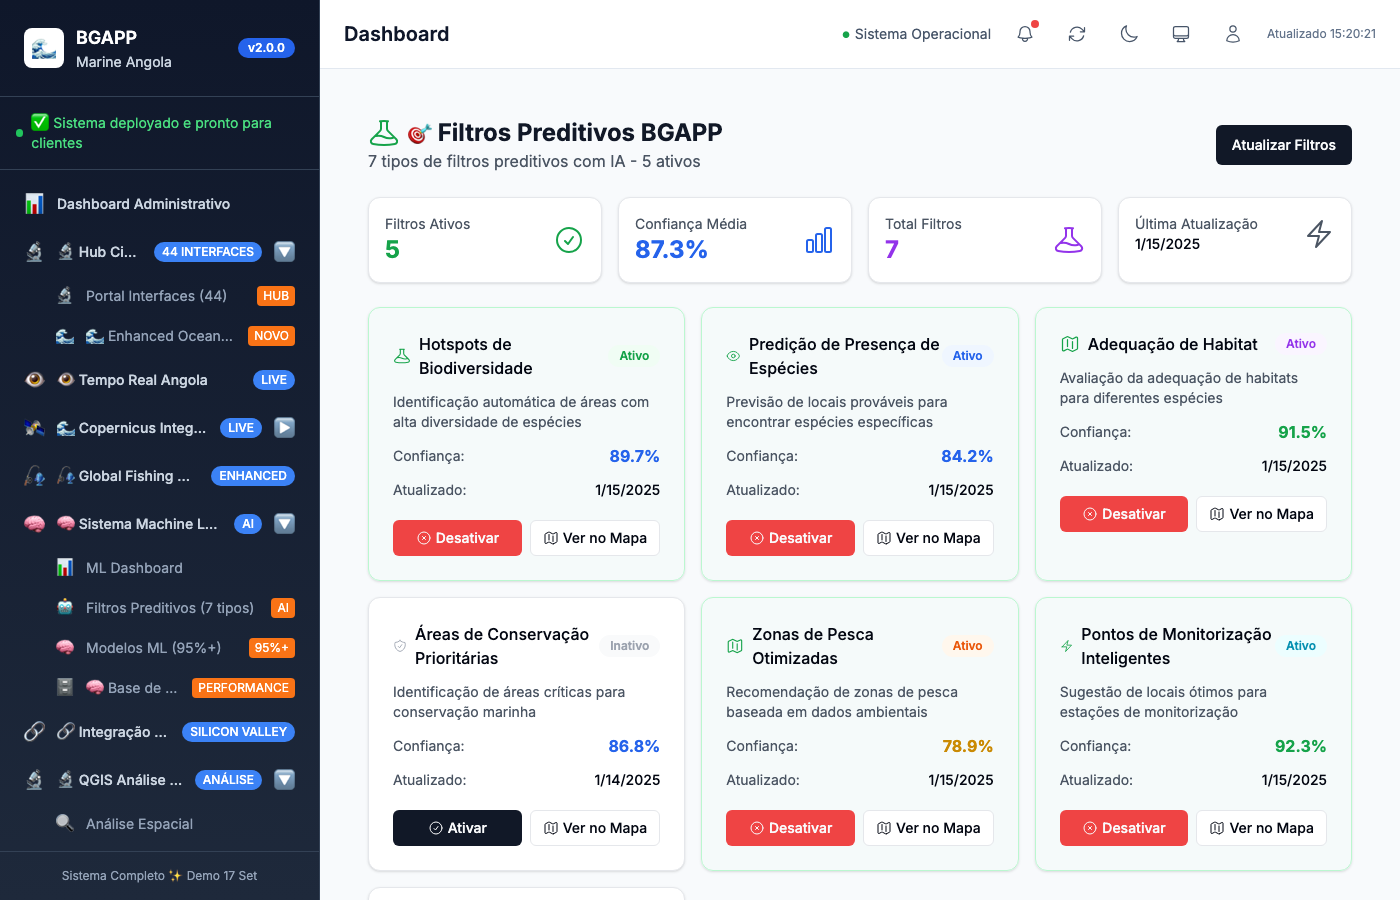 BGAPP
Marine Angola
v2.0.0
✅ Sistema deployado e pronto para
clientes
Dashboard Administrativo
Hub Ci...
44 INTERFACES
Portal Interfaces (44)
HUB
Enhanced Ocean...
NOVO
Tempo Real Angola
LIVE
Copernicus Integ...
LIVE
Global Fishing ...
ENHANCED
Sistema Machine L...
AI
ML Dashboard
Filtros Preditivos (7 tipos)
AI
Modelos ML (95%+)
95%+
Base de ...
PERFORMANCE
Integração ...
SILICON VALLEY
QGIS Análise ...
ANÁLISE
Análise Espacial
Sistema Completo ✨ Demo 17 Set
Dashboard
Sistema Operacional
Atualizado 15:20:21
🎯 Filtros Preditivos BGAPP
7 tipos de filtros preditivos com IA - 5 ativos
Atualizar Filtros
Filtros Ativos
5
Confiança Média
87.3%
Total Filtros
7
Última Atualização
1/15/2025
Hotspots de
Biodiversidade
Ativo
Identificação automática de áreas com
alta diversidade de espécies
Confiança:
89.7%
Atualizado:
1/15/2025
Desativar
Ver no Mapa
Predição de Presença de
Espécies
Ativo
Previsão de locais prováveis para
encontrar espécies específicas
Confiança:
84.2%
Atualizado:
1/15/2025
Desativar
Ver no Mapa
Adequação de Habitat
Ativo
Avaliação da adequação de habitats
para diferentes espécies
Confiança:
91.5%
Atualizado:
1/15/2025
Desativar
Ver no Mapa
Áreas de Conservação
Prioritárias
Inativo
Identificação de áreas críticas para
conservação marinha
Confiança:
86.8%
Atualizado:
1/14/2025
Ativar
Ver no Mapa
Zonas de Pesca
Otimizadas
Ativo
Recomendação de zonas de pesca
baseada em dados ambientais
Confiança:
78.9%
Atualizado:
1/15/2025
Desativar
Ver no Mapa
Pontos de Monitorização
Inteligentes
Ativo
Sugestão de locais ótimos para
estações de monitorização
Confiança:
92.3%
Atualizado:
1/15/2025
Desativar
Ver no Mapa